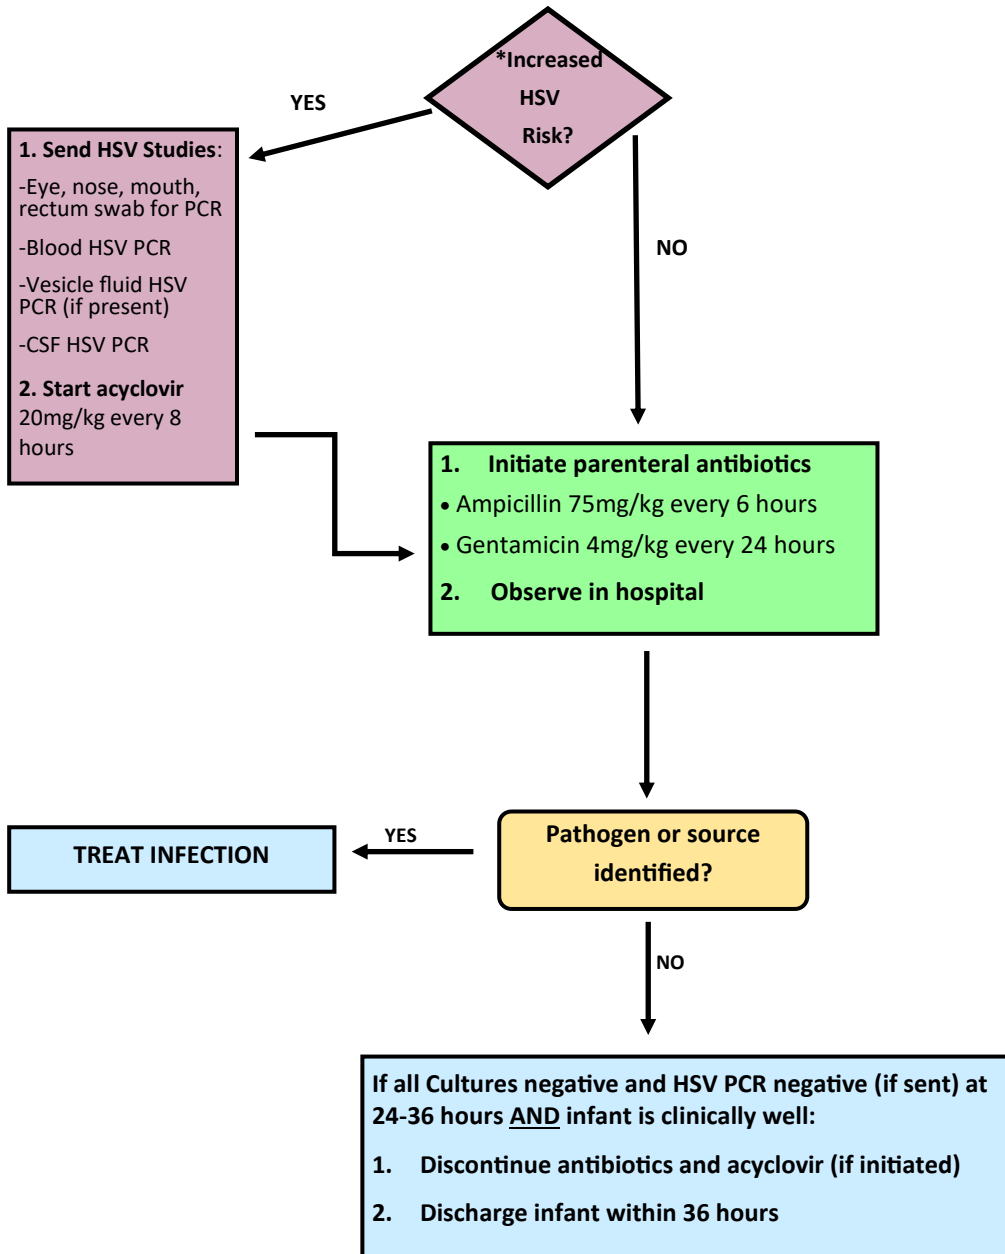 *Increased
HSV
Risk?
YES
1. Send HSV Studies:
-Eye, nose, mouth,
rectum swab for PCR
-Blood HSV PCR
-Vesicle fluid HSV
PCR (if present)
-CSF HSV PCR
2. Start acyclovir
20mg/kg every 8
hours
NO
1. Initiate parenteral antibiotics
• Ampicillin 75mg/kg every 6 hours
• Gentamicin 4mg/kg every 24 hours
2. Observe in hospital
Pathogen or source
identified?
YES
TREAT INFECTION
NO
If all Cultures negative and HSV PCR negative (if sent) at
24-36 hours AND infant is clinically well:
1. Discontinue antibiotics and acyclovir (if initiated)
2. Discharge infant within 36 hours